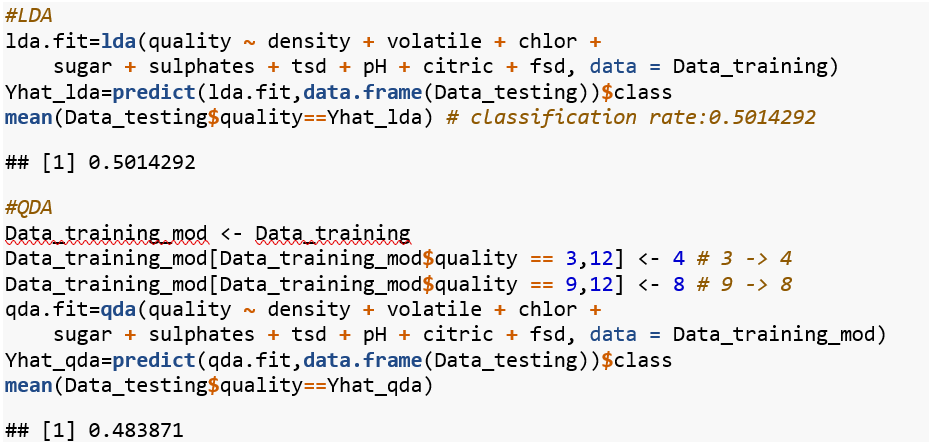 #LDA
lda.fit=lda(quality ~ density + volatile + chlor +
    sugar + sulphates + tsd + pH + citric + fsd, data = Data_training)
Yhat_lda=predict(lda.fit,data.frame(Data_testing))$class
mean(Data_testing$quality==Yhat_lda) # classification rate:0.5014292
## [1] 0.5014292
#QDA
Data_training_mod <- Data_training
Data_training_mod[Data_training_mod$quality == 3,12] <- 4 # 3 -> 4
Data_training_mod[Data_training_mod$quality == 9,12] <- 8 # 9 -> 8
qda.fit=qda(quality ~ density + volatile + chlor +
    sugar + sulphates + tsd + pH + citric + fsd, data = Data_training_mod)
Yhat_qda=predict(qda.fit,data.frame(Data_testing))$class
mean(Data_testing$quality==Yhat_qda)
## [1] 0.483871